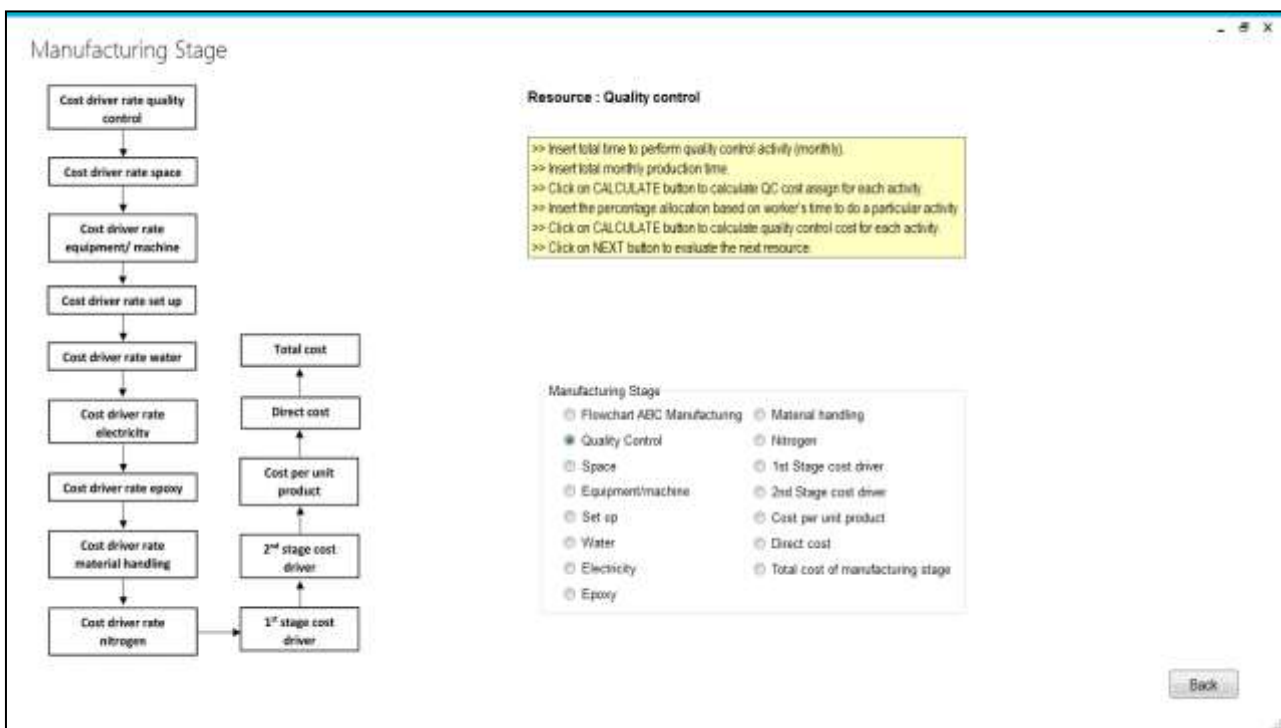 Manufacturing Stage
Cost driver rate quality
control
Cost driver rate space
Cost driver rate
equipment/ machine
Cost driver rate set up
Cost driver rate water
Cost driver rate
electricity
Cost driver rate epoxy
Cost driver rate
material handling
Cost driver rate
nitrogen
1st stage cost
driver
2nd stage cost
driver
Cost per unit
product
Direct cost
Total cost
Resource : Quality control
>> Insert total time to perform quality control activity (monthly).
>> Insert total monthly production time.
>> Click on CALCULATE button to calculate QC cost assign for each activity
>> Insert the percentage allocation based on worker's time to do a particular activity
>> Click on CALCULATE button to calculate quality control cost for each activity.
>> Click on NEXT button to evaluate the next resource.
Manufacturing Stage
Flowchart ABC Manufacturing
Quality Control
Space
Equipment/machine
Set up
Water
Electricity
Epoxy
Material handling
Nitrogen
1st Stage cost driver
2nd Stage cost driver
Cost per unit product
Direct cost
Total cost of manufacturing stage
Back